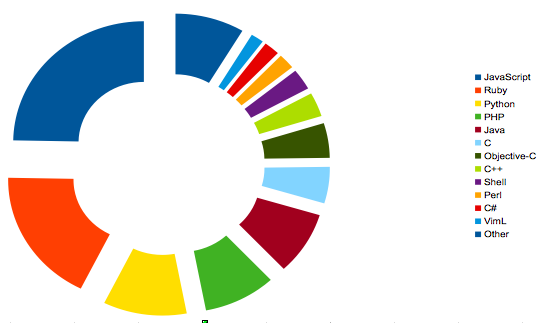 JavaScript
Ruby
Python
PHP
Java
C
Objective-C
C++
Shell
Perl
C#
VimL
Other